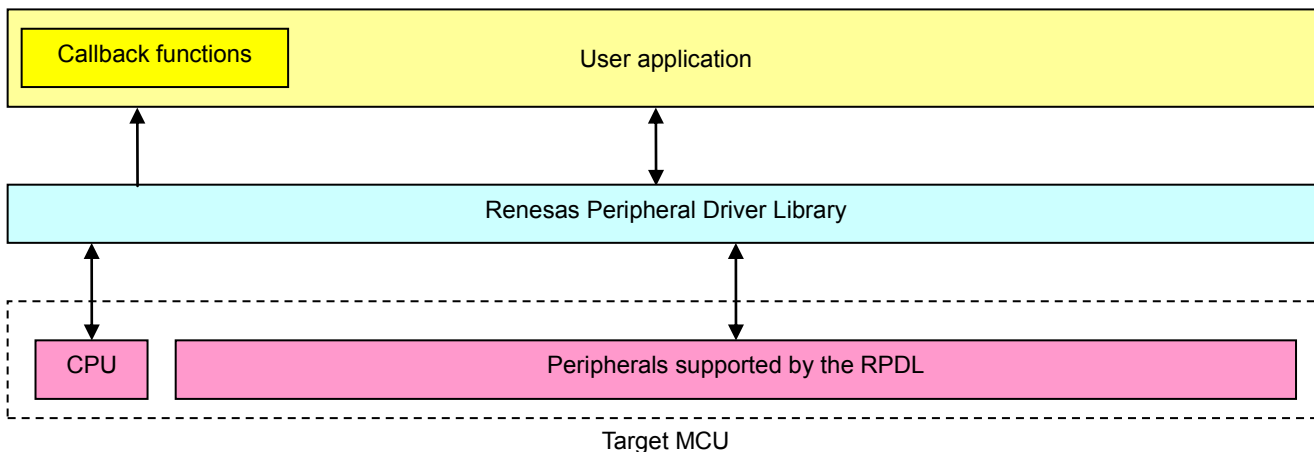 Callback functions
User application
Renesas Peripheral Driver Library
CPU
Peripherals supported by the RPDL
Target MCU